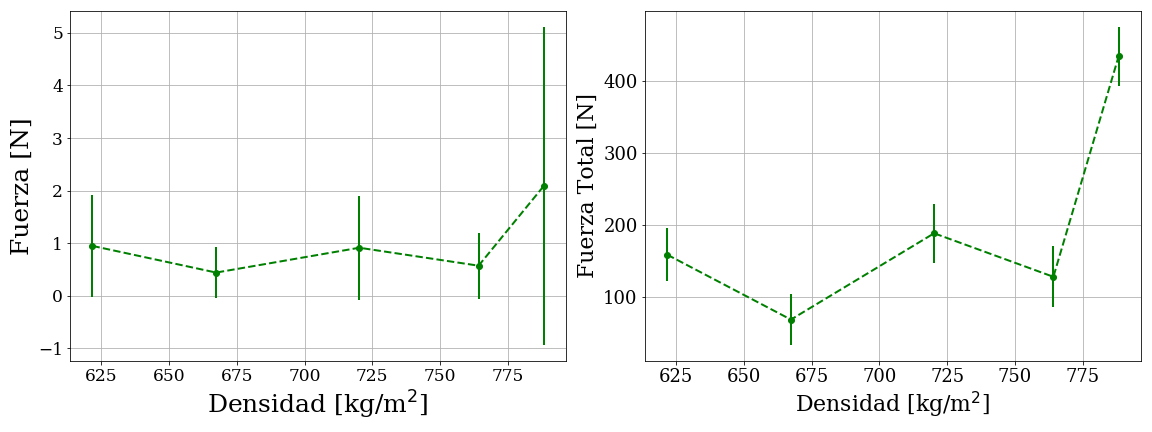 5
4
3
2
1
0
−1
Fuerza [N]
625 650 675 700 725 750 775
Densidad [kg/m²]
400
300
200
100
Fuerza Total [N]
625 650 675 700 725 750 775
Densidad [kg/m²]